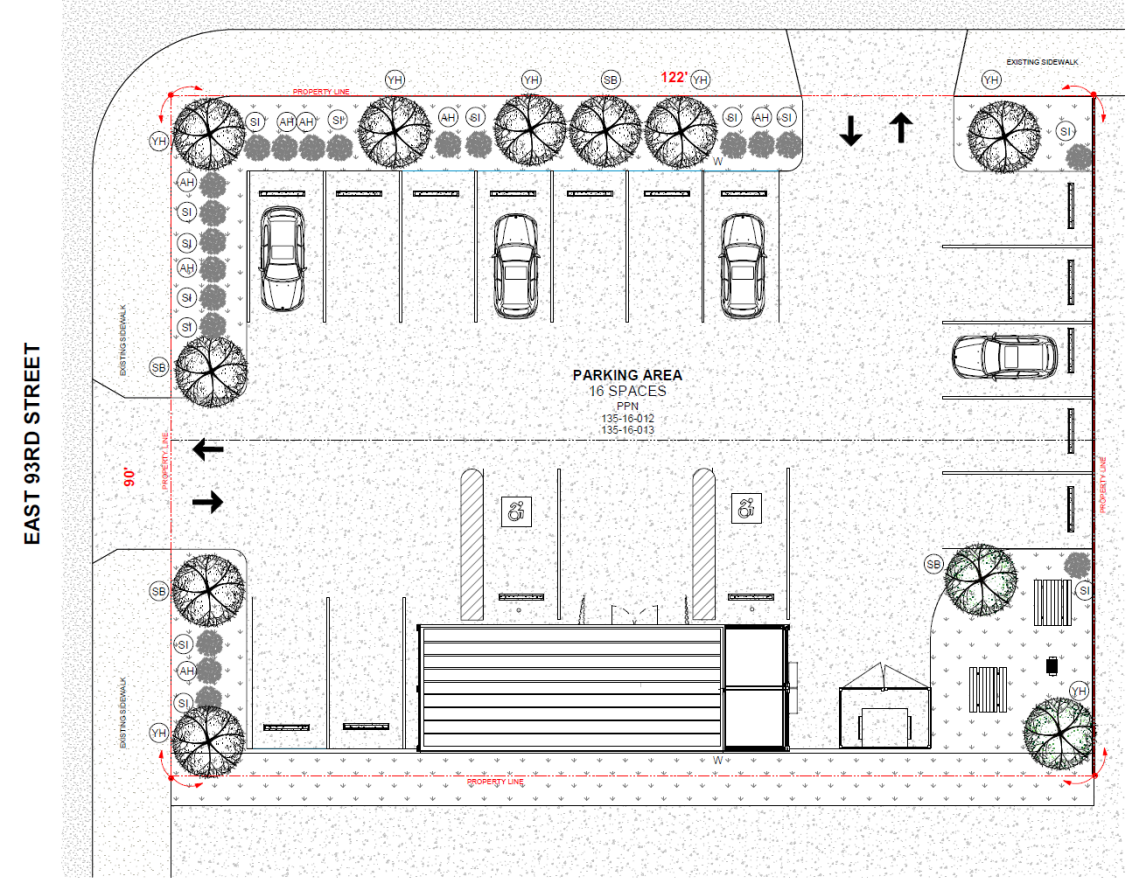 EXISTING SIDEWALK
YH
YH
SB
122'
YH
YH
PROPERTY LINE
SI
AH
AH
SI
AH
SI
SI
AH
SI
SI
YH
W
AH
SI
SI
AH
SI
SI
EXISTING SIDEWALK
SB
PARKING AREA
16 SPACES
PPN
135-16-012
135-16-013
EAST 93RD STREET
90'
PROPERTY LINE
PROPERTY LINE
SB
SB
SI
SI
AH
SI
EXISTING SIDEWALK
YH
YH
W
PROPERTY LINE